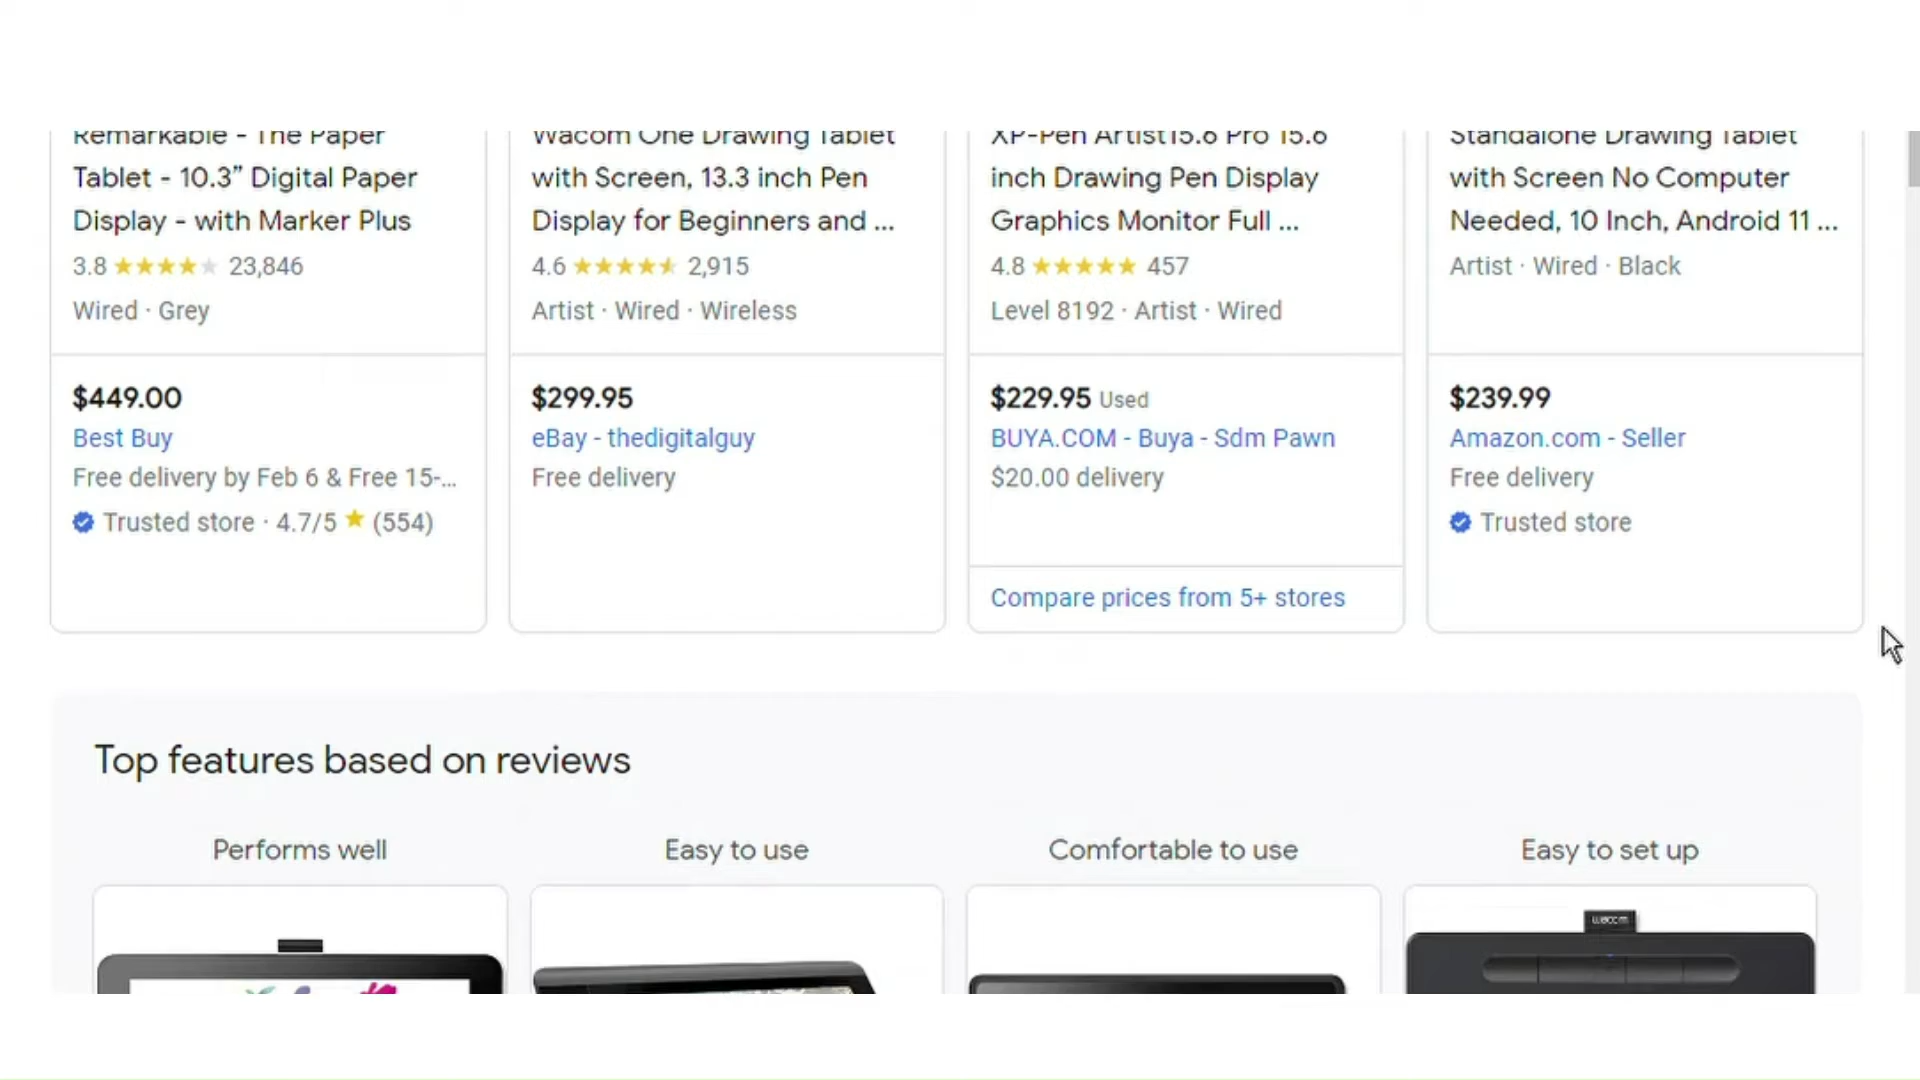 Remarkable - The Paper
Tablet - 10.3” Digital Paper
Display - with Marker Plus
3.8 23,846
Wired · Grey
$449.00
Best Buy
Free delivery by Feb 6 & Free 15-...
Trusted store · 4.7/5 (554)
Wacom One Drawing Tablet
with Screen, 13.3 inch Pen
Display for Beginners and ...
4.6 2,915
Artist · Wired · Wireless
$299.95
eBay - thedigitalguy
Free delivery
XP-Pen Artist15.6 Pro 15.6
inch Drawing Pen Display
Graphics Monitor Full ...
4.8 457
Level 8192 · Artist · Wired
$229.95 Used
BUYA.COM - Buya - Sdm Pawn
$20.00 delivery
Compare prices from 5+ stores
Standalone Drawing Tablet
with Screen No Computer
Needed, 10 Inch, Android 11 ...
Artist · Wired · Black
$239.99
Amazon.com - Seller
Free delivery
Trusted store
Top features based on reviews
Performs well
Easy to use
Comfortable to use
Easy to set up
wacom